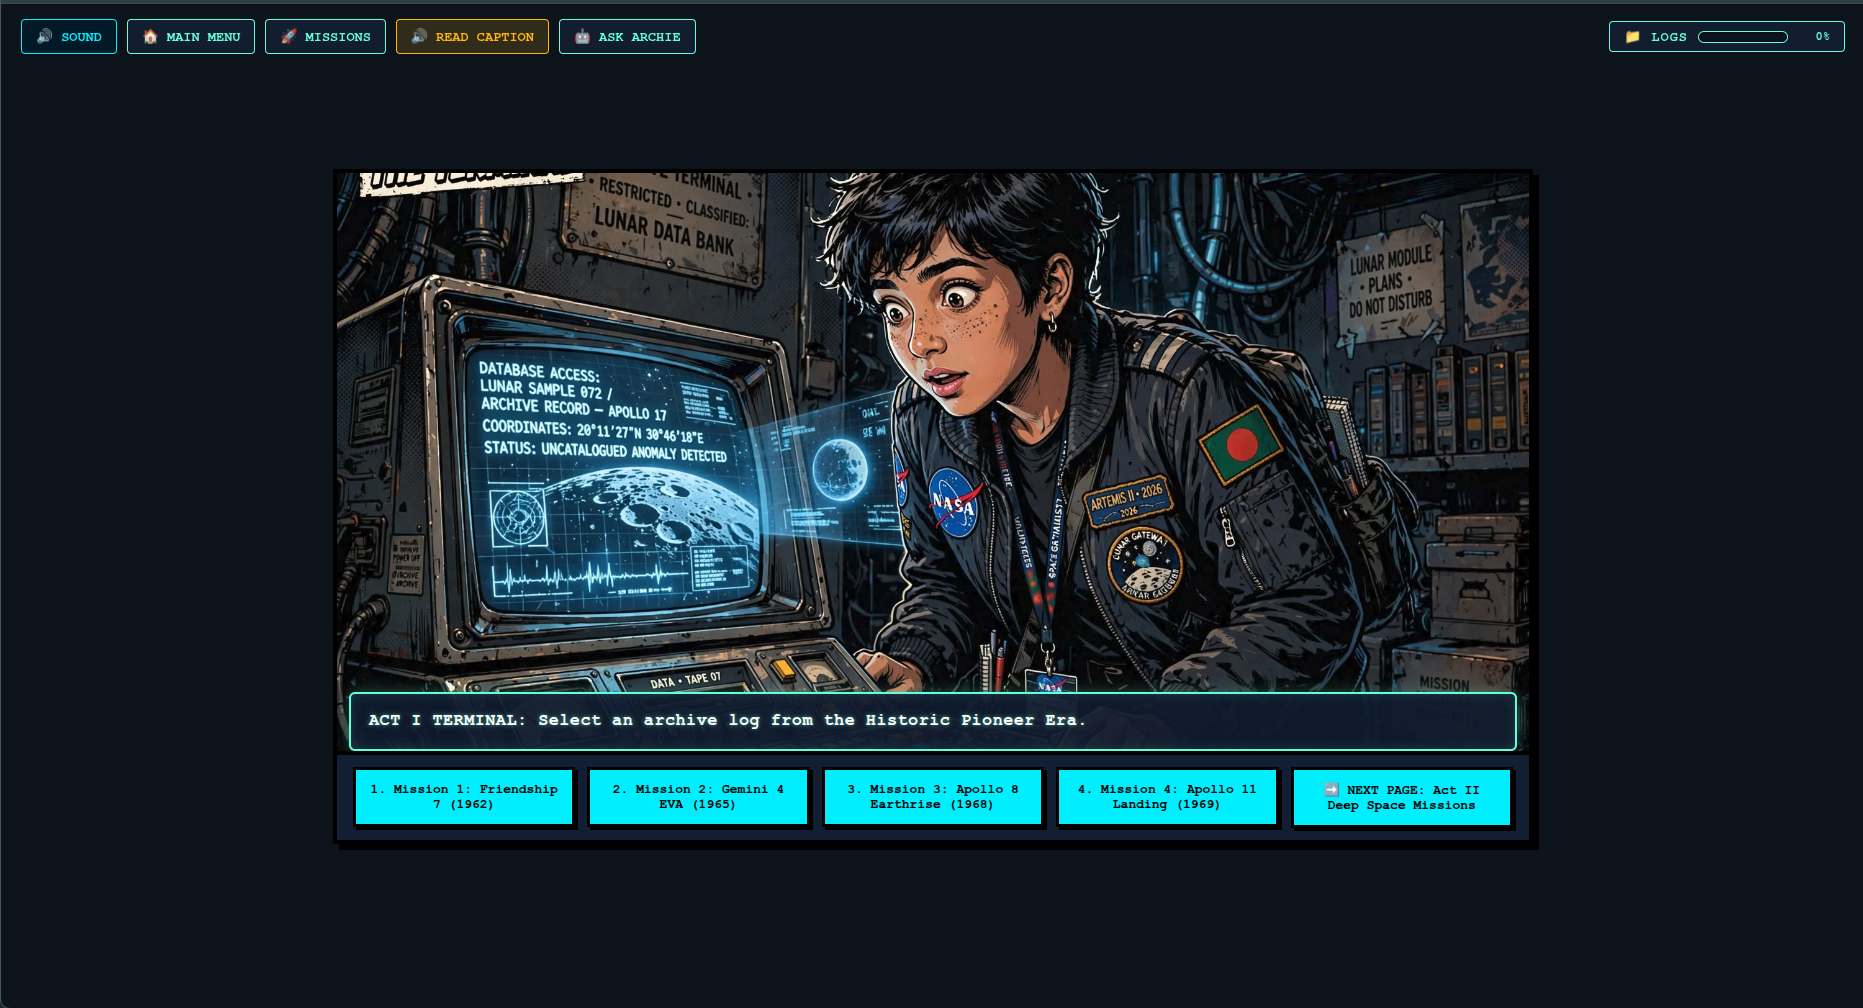 🔊 SOUND
🏠 MAIN MENU
🚀 MISSIONS
🔊 READ CAPTION
🤖 ASK ARCHIE
📁 LOGS 0%
TERMINAL
RESTRICTED • CLASSIFIED:
LUNAR DATA BANK
LUNAR MODULE
• PLANS •
DO NOT DISTURB
DATABASE ACCESS:
LUNAR SAMPLE 072 /
ARCHIVE RECORD — APOLLO 17
COORDINATES: 20°11'27"N 30°46'18"E
STATUS: UNCATALOGUED ANOMALY DETECTED
NASA
ARTEMIS II • 2026
2026
LUNAR GATEWAY
DATA • TAPE 07
NASA
MISSION
ACT I TERMINAL: Select an archive log from the Historic Pioneer Era.
1. Mission 1: Friendship
7 (1962)
2. Mission 2: Gemini 4
EVA (1965)
3. Mission 3: Apollo 8
Earthrise (1968)
4. Mission 4: Apollo 11
Landing (1969)
➡️ NEXT PAGE: Act II
Deep Space Missions